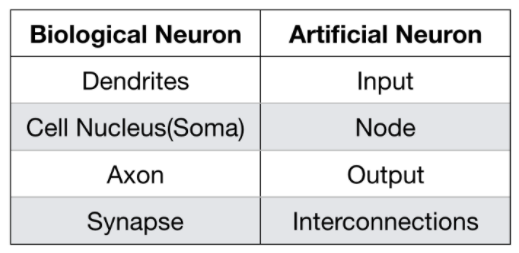 Biological Neuron Artificial Neuron
Dendrites Input
Cell Nucleus(Soma) Node
Axon Output
Synapse Interconnections